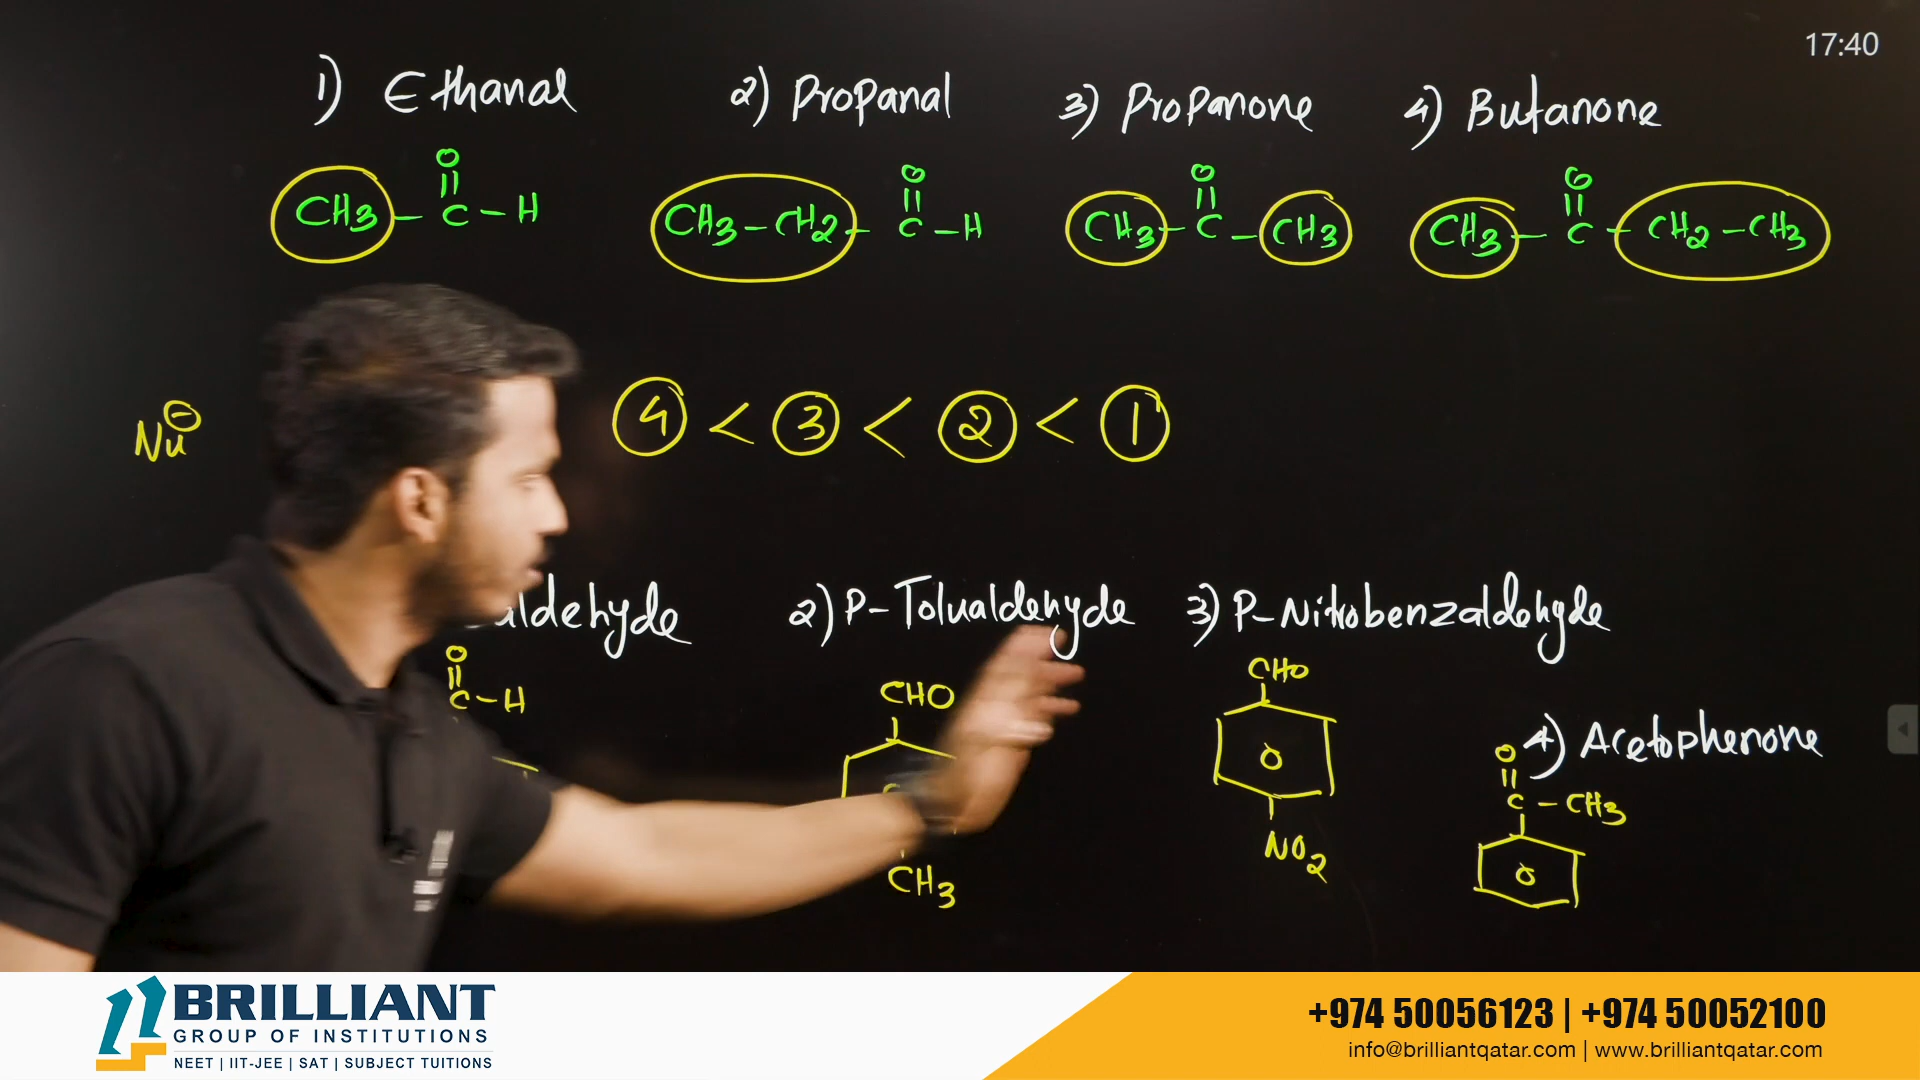 17:40
1) Ethanal
2) Propanal
3) Propanone
4) Butanone
O
CH3 - C - H
O
CH3 - CH2 - C - H
O
CH3 - C - CH3
O
CH3 - C - CH2 - CH3
Nu⊖
4 < 3 < 2 < 1
aldehyde
O
C - H
2) P-Tolualdehyde
CHO
CH3
3) P-Nitrobenzaldehyde
CHO
NO2
4) Acetophenone
O
C - CH3
BRILLIANT
GROUP OF INSTITUTIONS
NEET | IIT-JEE | SAT | SUBJECT TUITIONS
+974 50056123 | +974 50052100
info@brilliantqatar.com | www.brilliantqatar.com